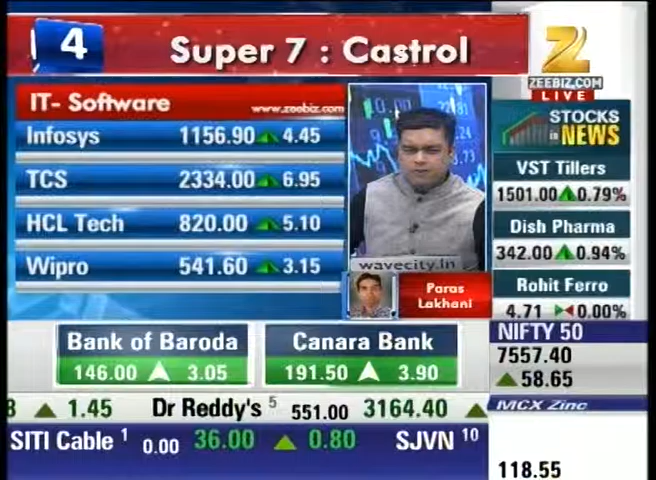 4
Super 7 : Castrol
ZEEBIZ.COM
LIVE
IT- Software
www.zeebiz.com
Infosys 1156.90 4.45
TCS 2334.00 6.95
HCL Tech 820.00 5.10
Wipro 541.60 3.15
wavecity.in
Paras
Lakhani
STOCKS
in NEWS
VST Tillers
1501.00 0.79%
Dish Pharma
342.00 0.94%
Rohit Ferro
4.71 0.00%
Bank of Baroda
146.00 3.05
Canara Bank
191.50 3.90
NIFTY 50
7557.40
58.65
MCX Zinc
118.55
1.45 Dr Reddy's 5 551.00 3164.40
SITI Cable 1 0.00 36.00 0.80 SJVN 10